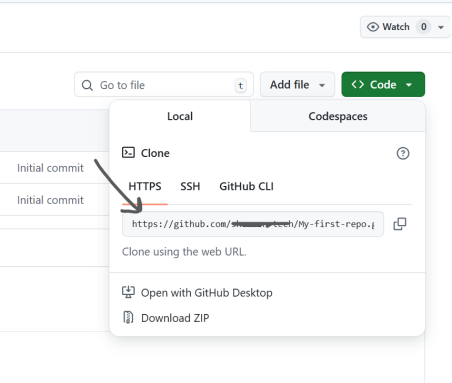 Watch 0
Go to file t
Add file
Code
Local
Codespaces
Initial commit
Clone
HTTPS SSH GitHub CLI
Initial commit
https://github.com/ tech/My-first-repo.g
Clone using the web URL.
Open with GitHub Desktop
Download ZIP